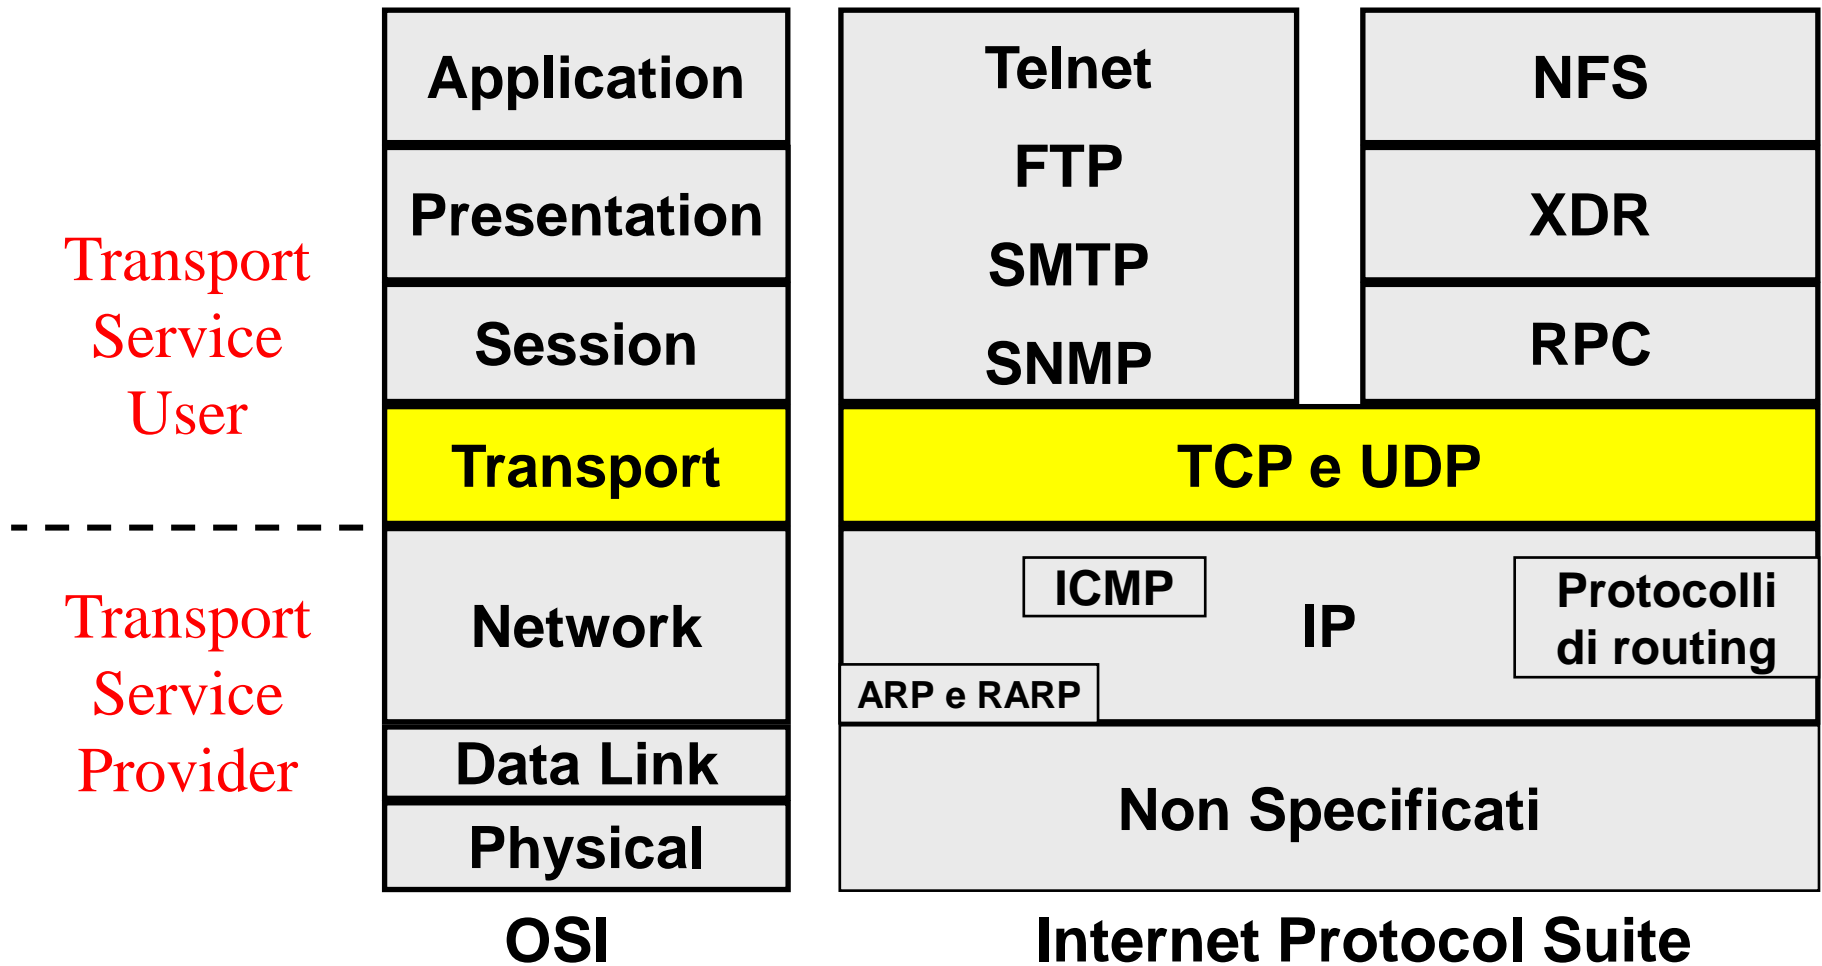 Transport
Service
User
Transport
Service
Provider
Application
Presentation
Session
Transport
Network
Data Link
Physical
OSI
Telnet
FTP
SMTP
SNMP
NFS
XDR
RPC
TCP e UDP
ICMP
IP
Protocolli
di routing
ARP e RARP
Non Specificati
Internet Protocol Suite